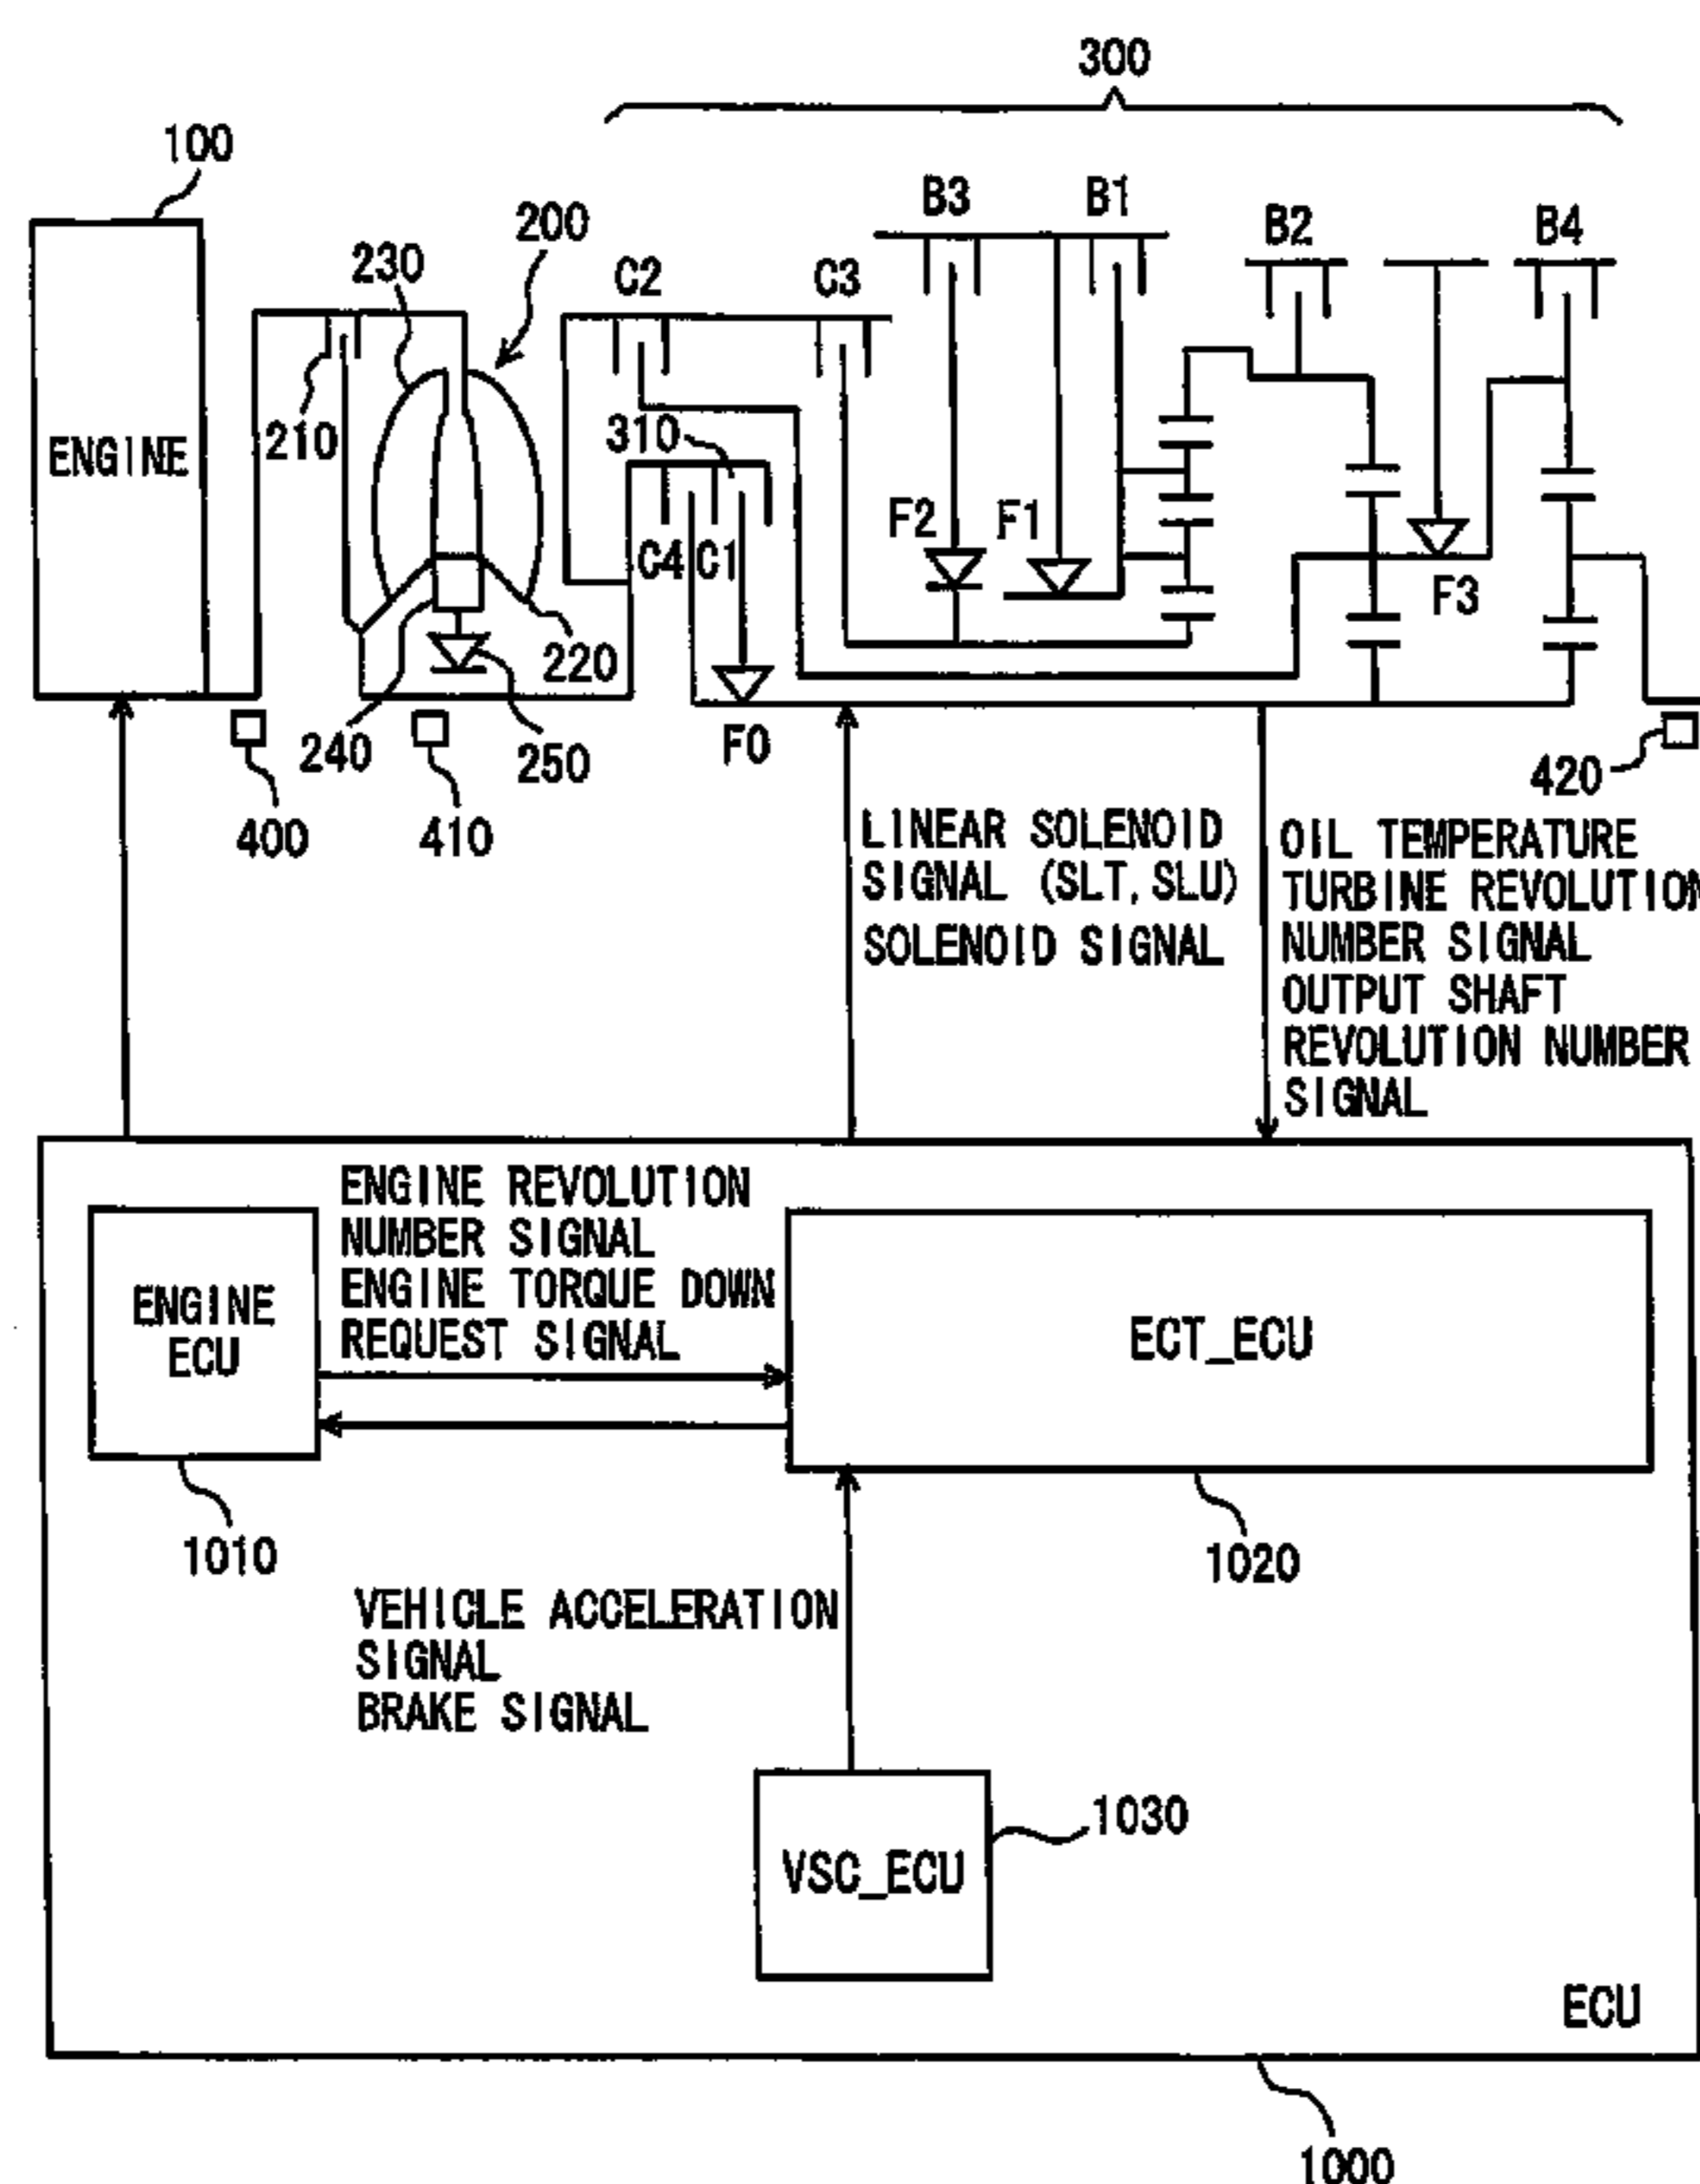 300
100
200
230
B3
B1
B2
B4
C2
C3
ENGINE
210
310
F2
F1
C4
C1
F3
220
240
250
F0
400
410
420
LINEAR SOLENOID
SIGNAL (SLT, SLU)
SOLENOID SIGNAL
OIL TEMPERATURE
TURBINE REVOLUTION
NUMBER SIGNAL
OUTPUT SHAFT
REVOLUTION NUMBER
SIGNAL
ENGINE REVOLUTION
NUMBER SIGNAL
ENGINE TORQUE DOWN
REQUEST SIGNAL
ENGINE
ECU
ECT_ECU
1010
1020
VEHICLE ACCELERATION
SIGNAL
BRAKE SIGNAL
1030
VSC_ECU
ECU
1000